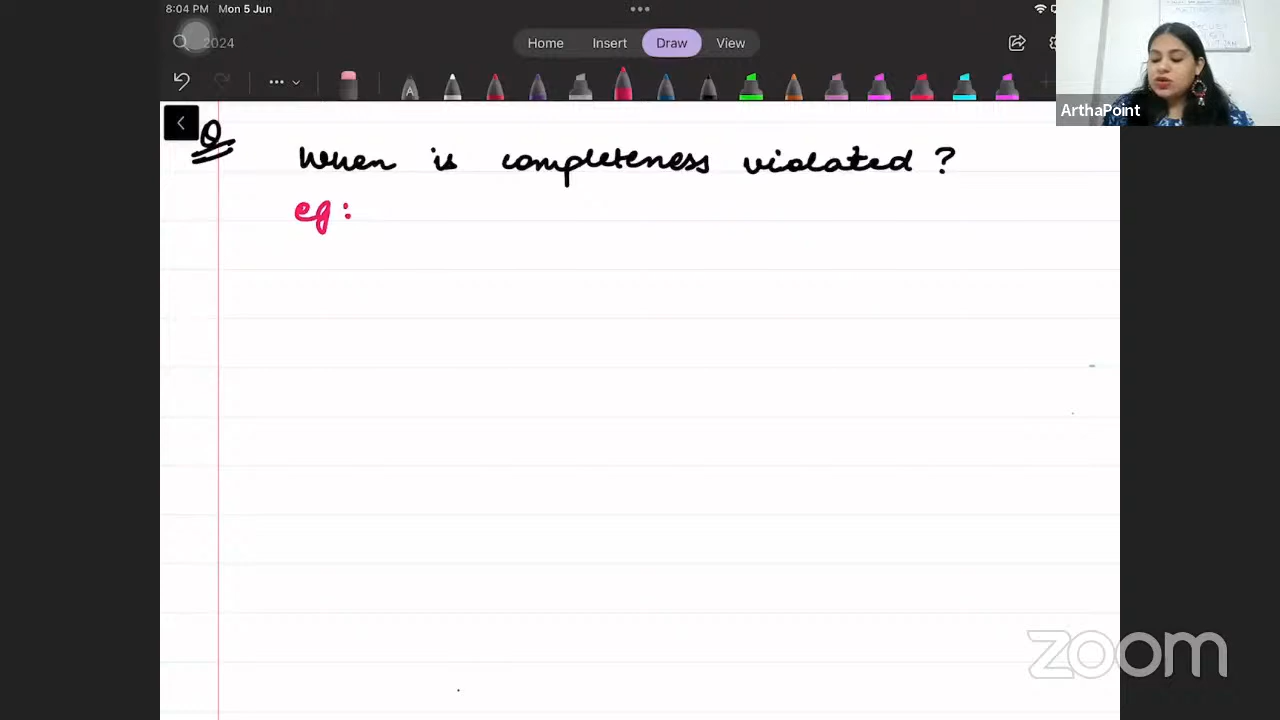 8:04 PM Mon 5 Jun
2024
Home Insert Draw View
A
ArthaPoint
Q When is completeness violated ?
eg :
zoom